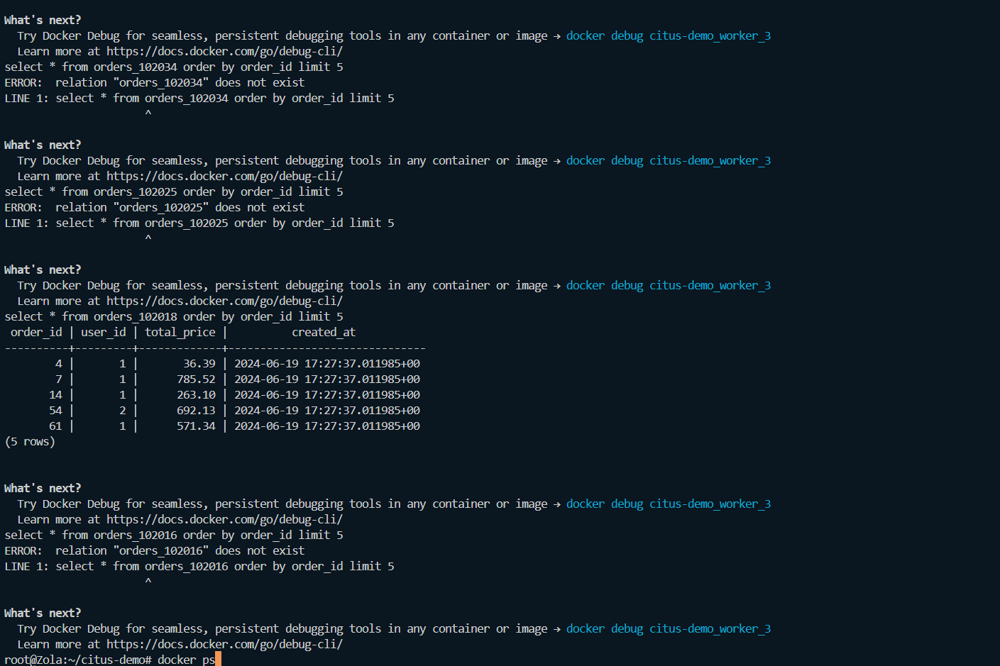 What's next?
  Try Docker Debug for seamless, persistent debugging tools in any container or image → docker debug citus-demo_worker_3
  Learn more at https://docs.docker.com/go/debug-cli/
select * from orders_102034 order by order_id limit 5
ERROR:  relation "orders_102034" does not exist
LINE 1: select * from orders_102034 order by order_id limit 5
                      ^
What's next?
  Try Docker Debug for seamless, persistent debugging tools in any container or image → docker debug citus-demo_worker_3
  Learn more at https://docs.docker.com/go/debug-cli/
select * from orders_102025 order by order_id limit 5
ERROR:  relation "orders_102025" does not exist
LINE 1: select * from orders_102025 order by order_id limit 5
                      ^
What's next?
  Try Docker Debug for seamless, persistent debugging tools in any container or image → docker debug citus-demo_worker_3
  Learn more at https://docs.docker.com/go/debug-cli/
select * from orders_102018 order by order_id limit 5
 order_id | user_id | total_price |          created_at
----------+---------+-------------+-------------------------------
        4 |       1 |       36.39 | 2024-06-19 17:27:37.011985+00
        7 |       1 |      785.52 | 2024-06-19 17:27:37.011985+00
       14 |       1 |      263.10 | 2024-06-19 17:27:37.011985+00
       54 |       2 |      692.13 | 2024-06-19 17:27:37.011985+00
       61 |       1 |      571.34 | 2024-06-19 17:27:37.011985+00
(5 rows)
What's next?
  Try Docker Debug for seamless, persistent debugging tools in any container or image → docker debug citus-demo_worker_3
  Learn more at https://docs.docker.com/go/debug-cli/
select * from orders_102016 order by order_id limit 5
ERROR:  relation "orders_102016" does not exist
LINE 1: select * from orders_102016 order by order_id limit 5
                      ^
What's next?
  Try Docker Debug for seamless, persistent debugging tools in any container or image → docker debug citus-demo_worker_3
  Learn more at https://docs.docker.com/go/debug-cli/
root@Zola:~/citus-demo# docker ps